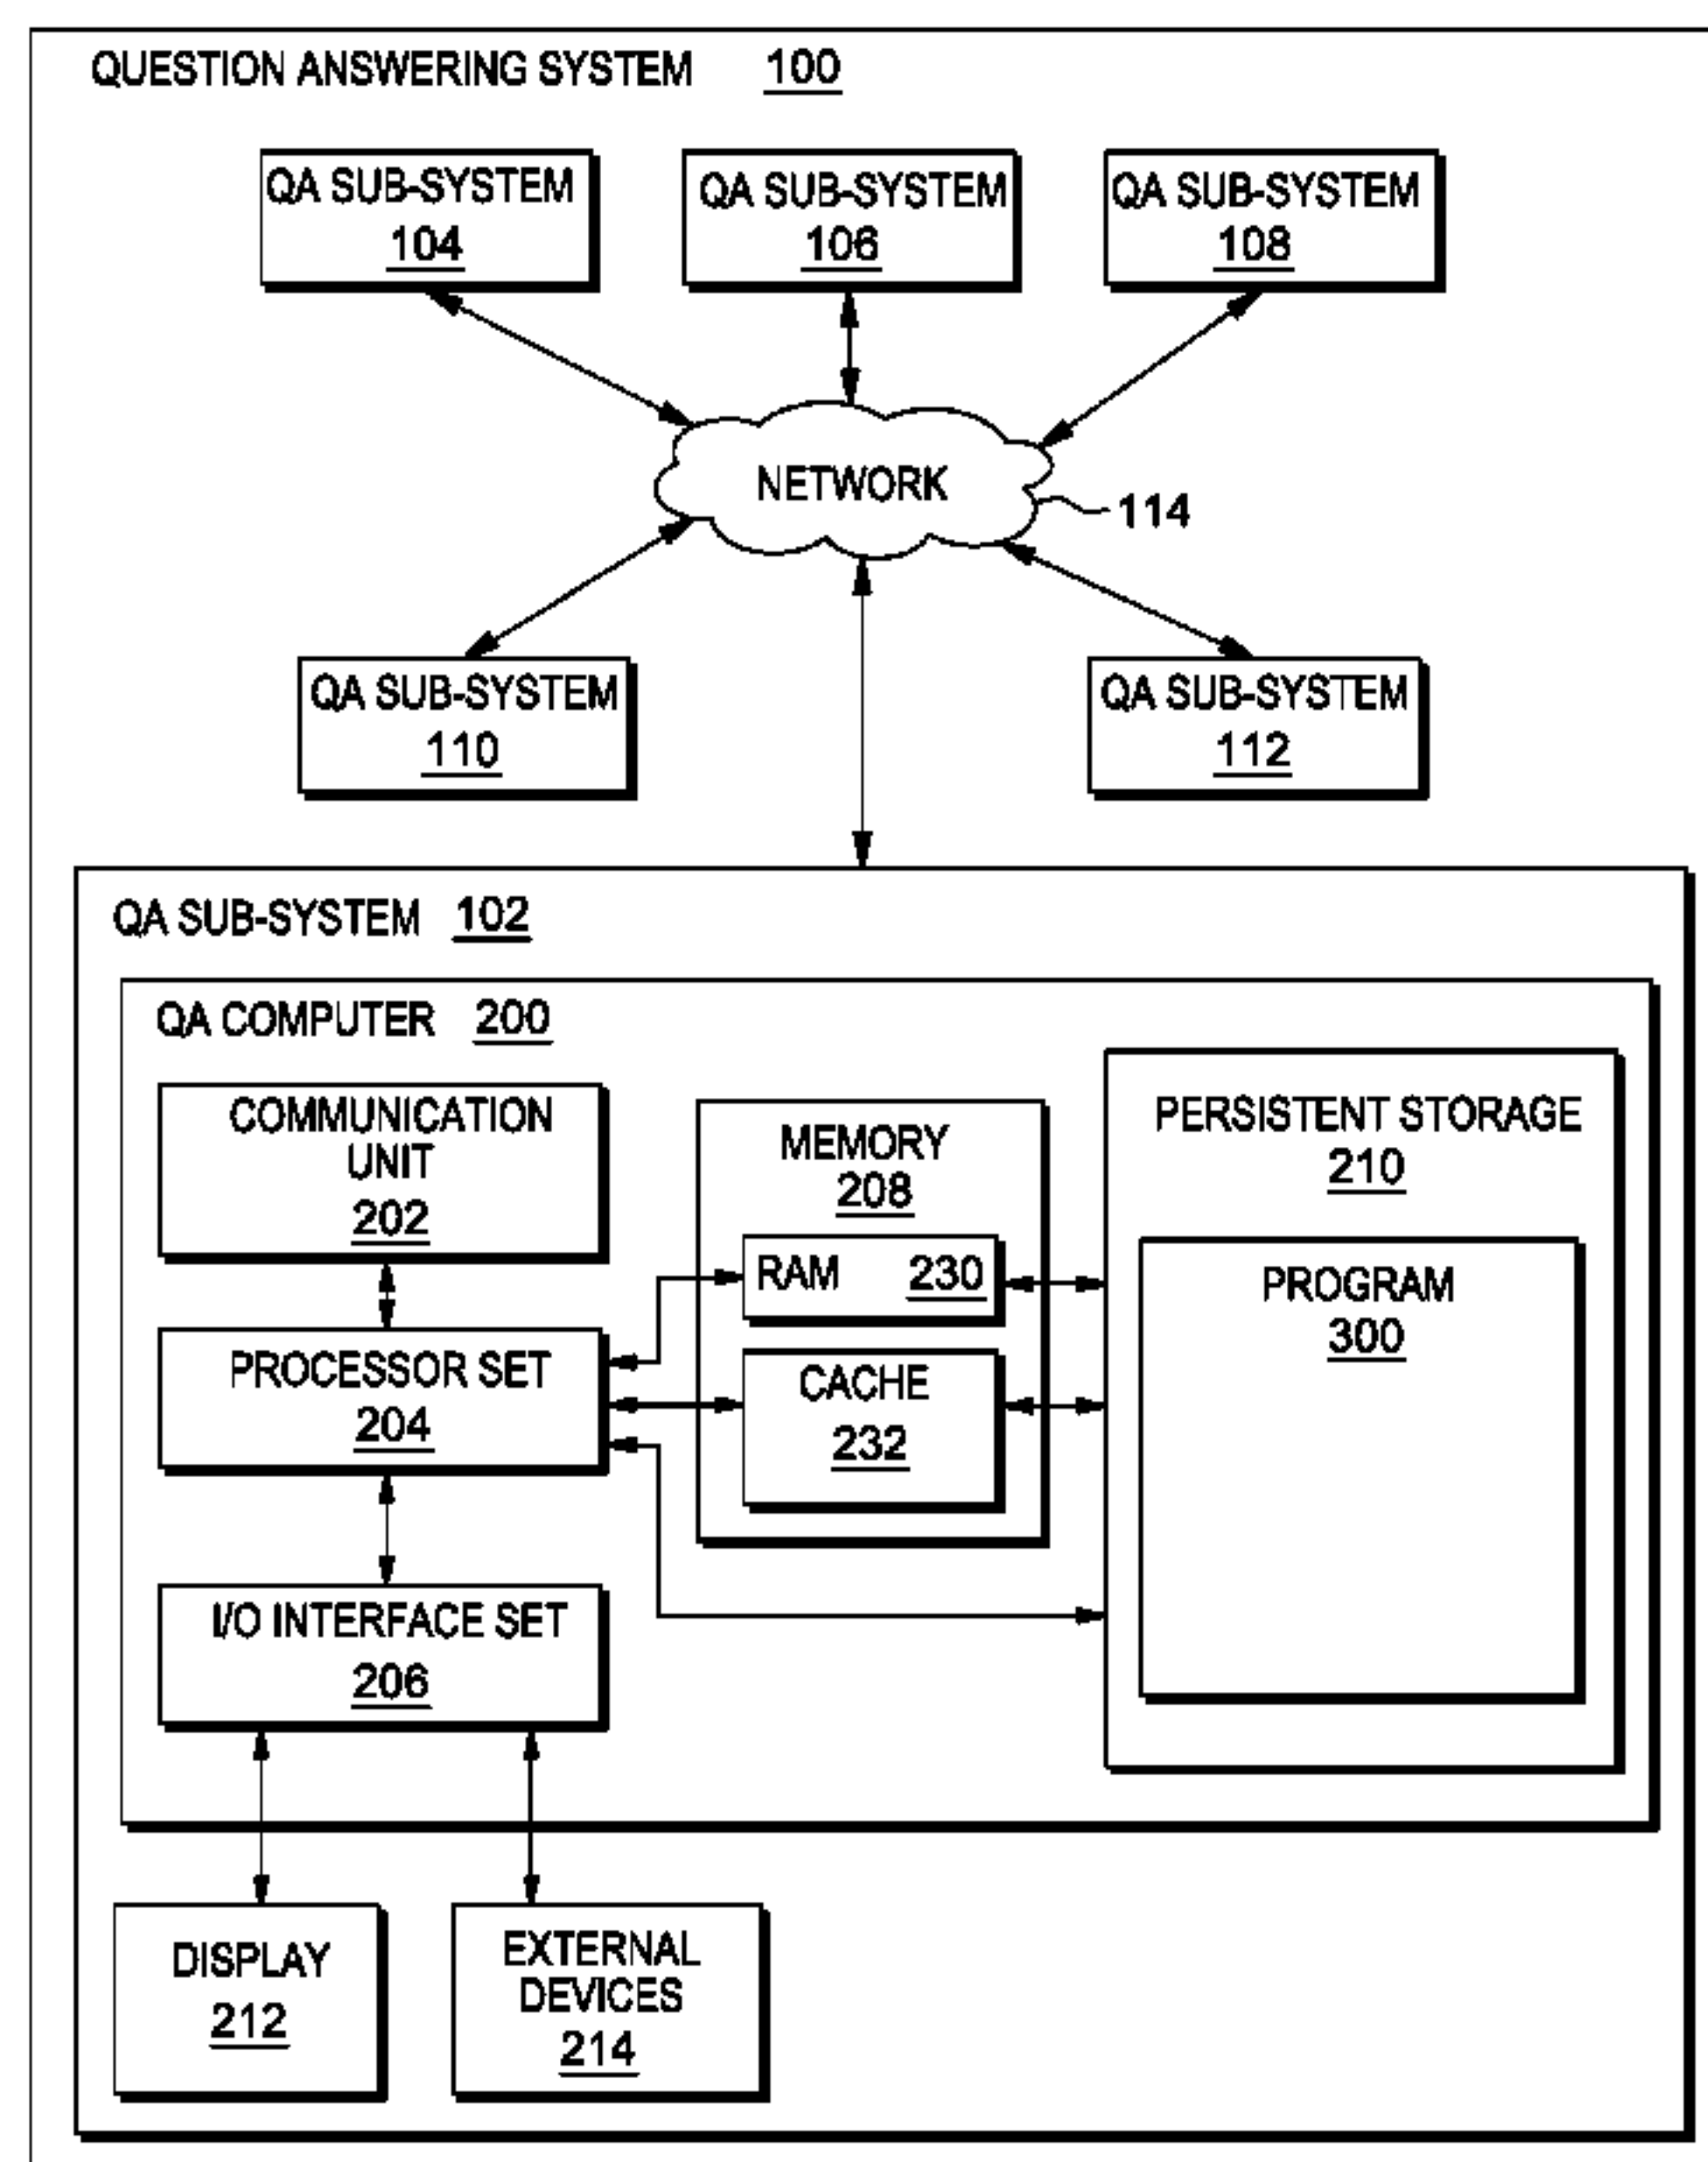 QUESTION ANSWERING SYSTEM 100
QA SUB-SYSTEM
104
QA SUB-SYSTEM
106
QA SUB-SYSTEM
108
NETWORK
114
QA SUB-SYSTEM
110
QA SUB-SYSTEM
112
QA SUB-SYSTEM 102
QA COMPUTER 200
COMMUNICATION
UNIT
202
PROCESSOR SET
204
I/O INTERFACE SET
206
MEMORY
208
RAM 230
CACHE
232
PERSISTENT STORAGE
210
PROGRAM
300
DISPLAY
212
EXTERNAL
DEVICES
214